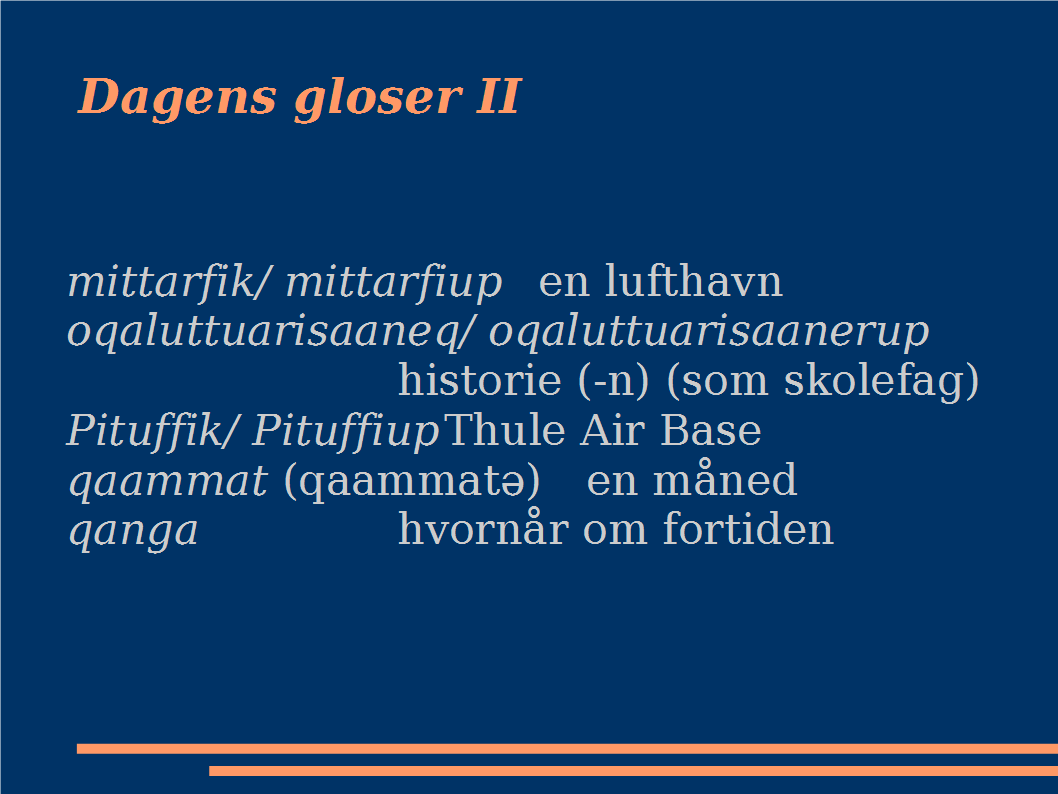 Dagens gloser II
mittarfik/ mittarfiup en lufthavn
oqaluttuarisaaneq/ oqaluttuarisaanerup
historie (-n) (som skolefag)
Pituffik/ Pituffiup Thule Air Base
qaammat (qaammatə) en måned
qanga hvornår om fortiden